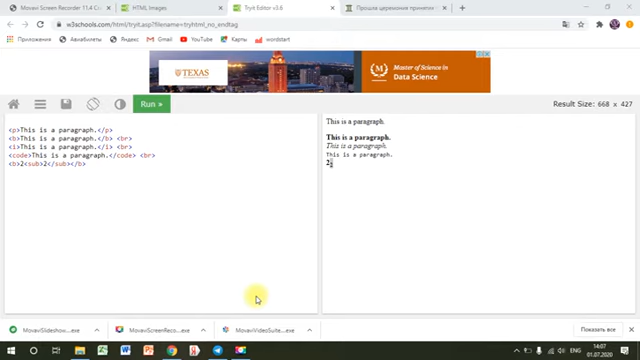 Movavi Screen Recorder 11.4 Cr
HTML Images
Tryit Editor v3.6
Прошла церемония принятия
w3schools.com/html/tryit.asp?filename=tryhtml_no_endtag
Приложения
Авиабилеты
YouTube
Карты
wordstart
TEXAS
Master of Science in
Data Science
Run »
Result Size: 668 x 427
<p>This is a paragraph.</p>
<b>This is a paragraph.</b> <br>
<i>This is a paragraph.</i> <br>
<code>This is a paragraph.</code> <br>
<b>2<sub>2</sub></b>
This is a paragraph.
This is a paragraph.
This is a paragraph.
This is a paragraph.
22
MovaviSlideshow....exe
MovaviScreenReco....exe
MovaviVideoSuite....exe
Показать все
ENG
14:07
01.07.2020